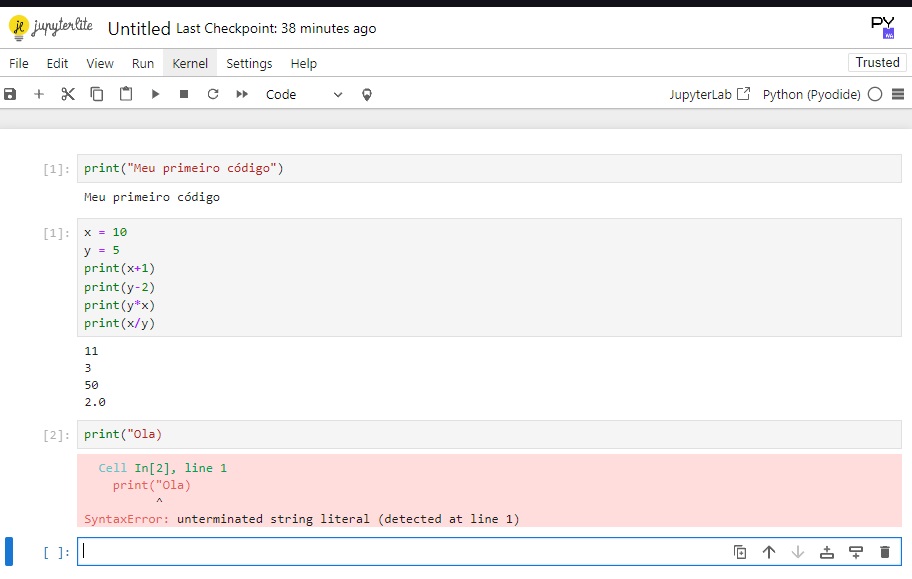 jupyterlite Untitled Last Checkpoint: 38 minutes ago PY
File Edit View Run Kernel Settings Help Trusted
Code JupyterLab Python (Pyodide)
[1]: print("Meu primeiro código")
Meu primeiro código
[1]: x = 10
y = 5
print(x+1)
print(y-2)
print(y*x)
print(x/y)
11
3
50
2.0
[2]: print("Ola)
Cell In[2], line 1
print("Ola)
^
SyntaxError: unterminated string literal (detected at line 1)
[ ]: